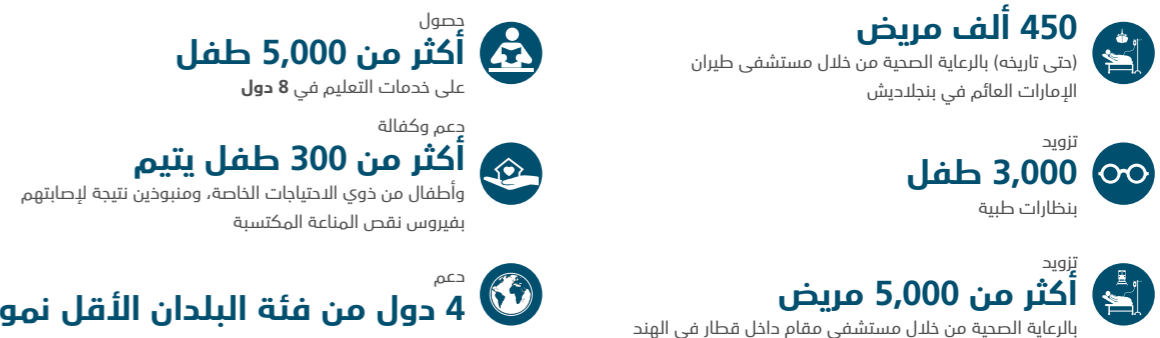 450 ألف مريض
(حتى تاريخه) بالرعاية الصحية من خلال مستشفى طيران
الإمارات العائم في بنجلاديش
تزويد
3,000 طفل
بنظارات طبية
تزويد
أكثر من 5,000 مريض
بالرعاية الصحية من خلال مستشفى مقام داخل قطار في الهند
حصول
أكثر من 5,000 طفل
على خدمات التعليم في 8 دول
دعم وكفالة
أكثر من 300 طفل يتيم
وأطفال من ذوي الاحتياجات الخاصة، ومنبوذين نتيجة لإصابتهم
بفيروس نقص المناعة المكتسبة
دعم
4 دول من فئة البلدان الأقل نمو